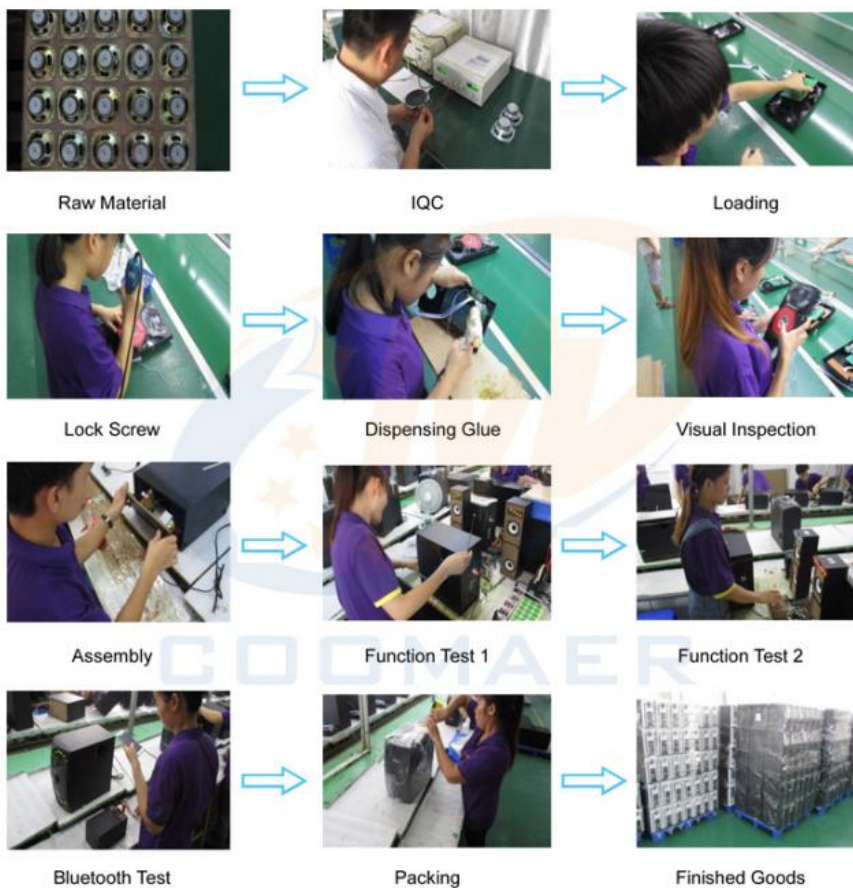 Raw Material
IQC
Loading
Lock Screw
Dispensing Glue
Visual Inspection
Assembly
Function Test 1
Function Test 2
COOMAER
Bluetooth Test
Packing
Finished Goods